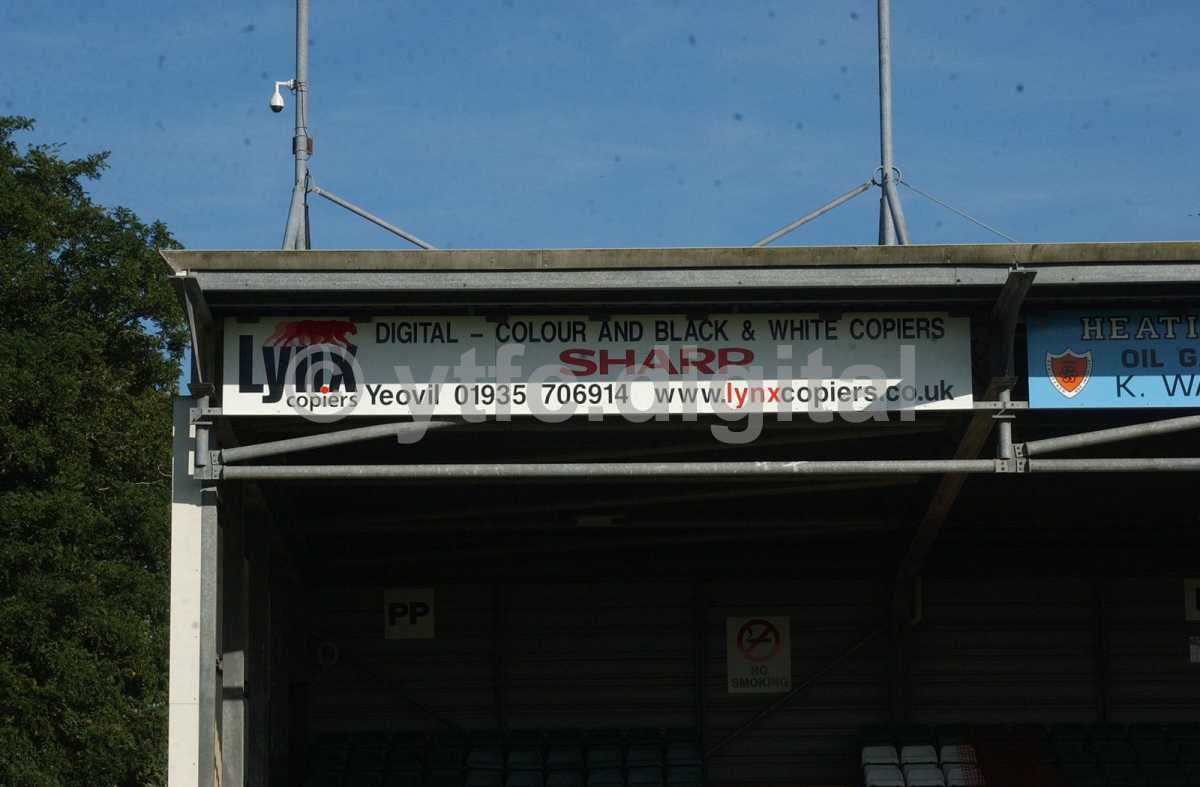 DIGITAL – COLOUR AND BLACK & WHITE COPIERS
SHARP
Lynx
copiers
Yeovil 01935 706914 www.lynxcopiers.co.uk
© ytfc.digital
OIL G
K. WA
PP
NO
SMOKING